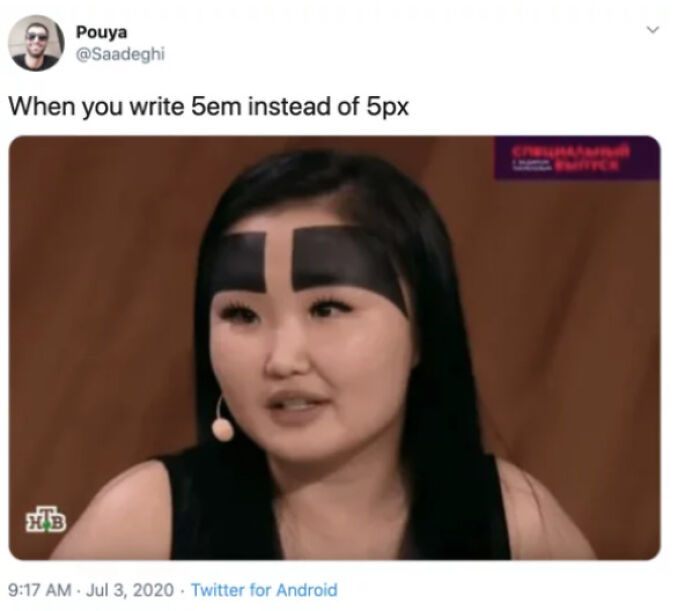 Pouya
@Saadeghi
When you write 5em instead of 5px
СПЕЦИАЛЬНЫЙ
ВЫПУСК
НТВ
9:17 AM · Jul 3, 2020 · Twitter for Android